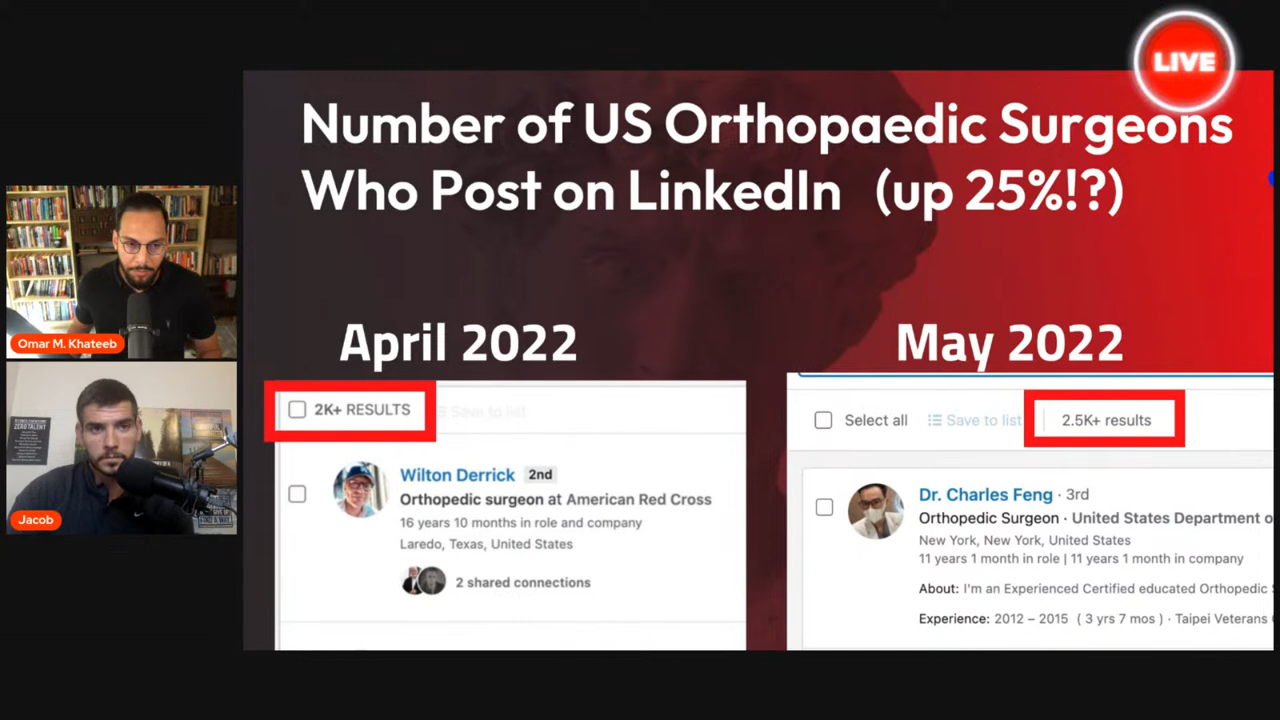 LIVE
Number of US Orthopaedic Surgeons
Who Post on LinkedIn (up 25%!?)
April 2022
May 2022
2K+ RESULTS
Save to list
Wilton Derrick 2nd
Orthopedic surgeon at American Red Cross
16 years 10 months in role and company
Laredo, Texas, United States
2 shared connections
Select all
Save to list
2.5K+ results
Dr. Charles Feng · 3rd
Orthopedic Surgeon · United States Department o
New York, New York, United States
11 years 1 month in role | 11 years 1 month in company
About: I'm an Experienced Certified educated Orthopedic
Experience: 2012 – 2015 ( 3 yrs 7 mos ) · Taipei Veterans
Omar M. Khateeb
ZERO TALENT
Jacob